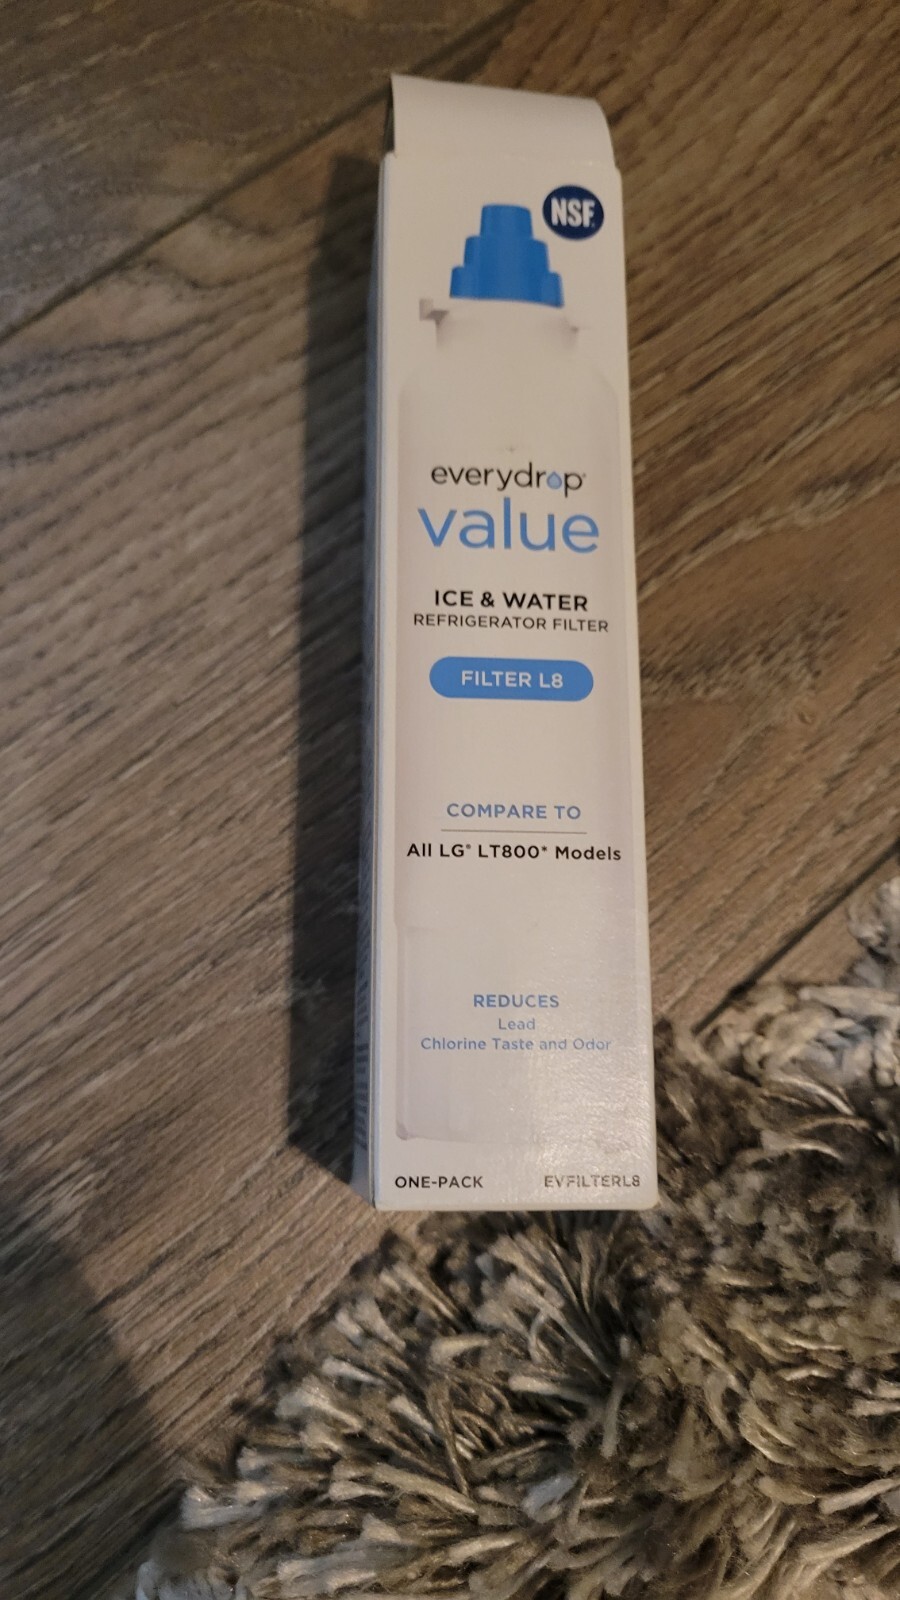 NSF.
everydrop®
value
ICE & WATER
REFRIGERATOR FILTER
FILTER L8
COMPARE TO
All LG® LT800* Models
REDUCES
Lead
Chlorine Taste and Odor
ONE-PACK EVFILTERL8